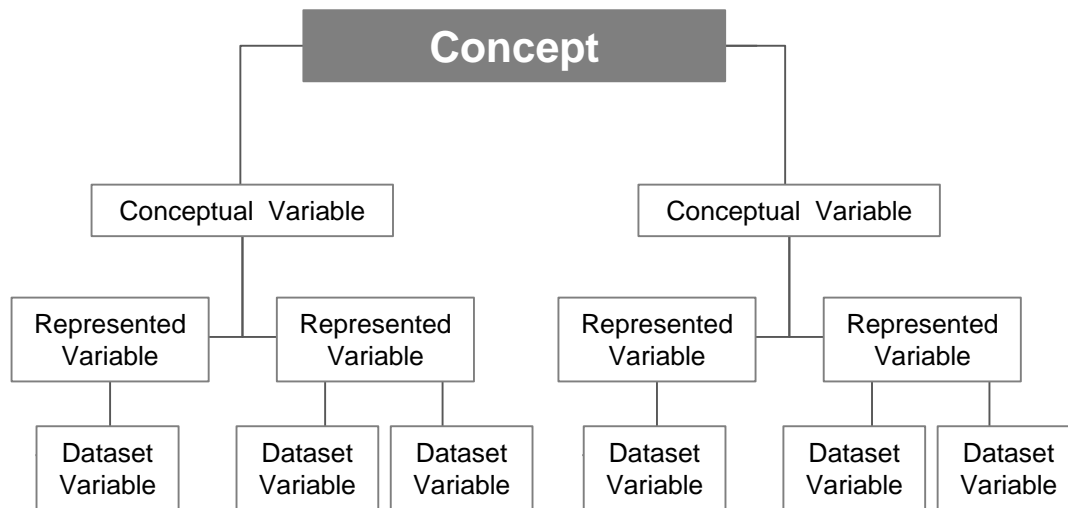 Concept
Conceptual Variable
Conceptual Variable
Represented
Variable
Represented
Variable
Represented
Variable
Represented
Variable
Dataset
Variable
Dataset
Variable
Dataset
Variable
Dataset
Variable
Dataset
Variable
Dataset
Variable